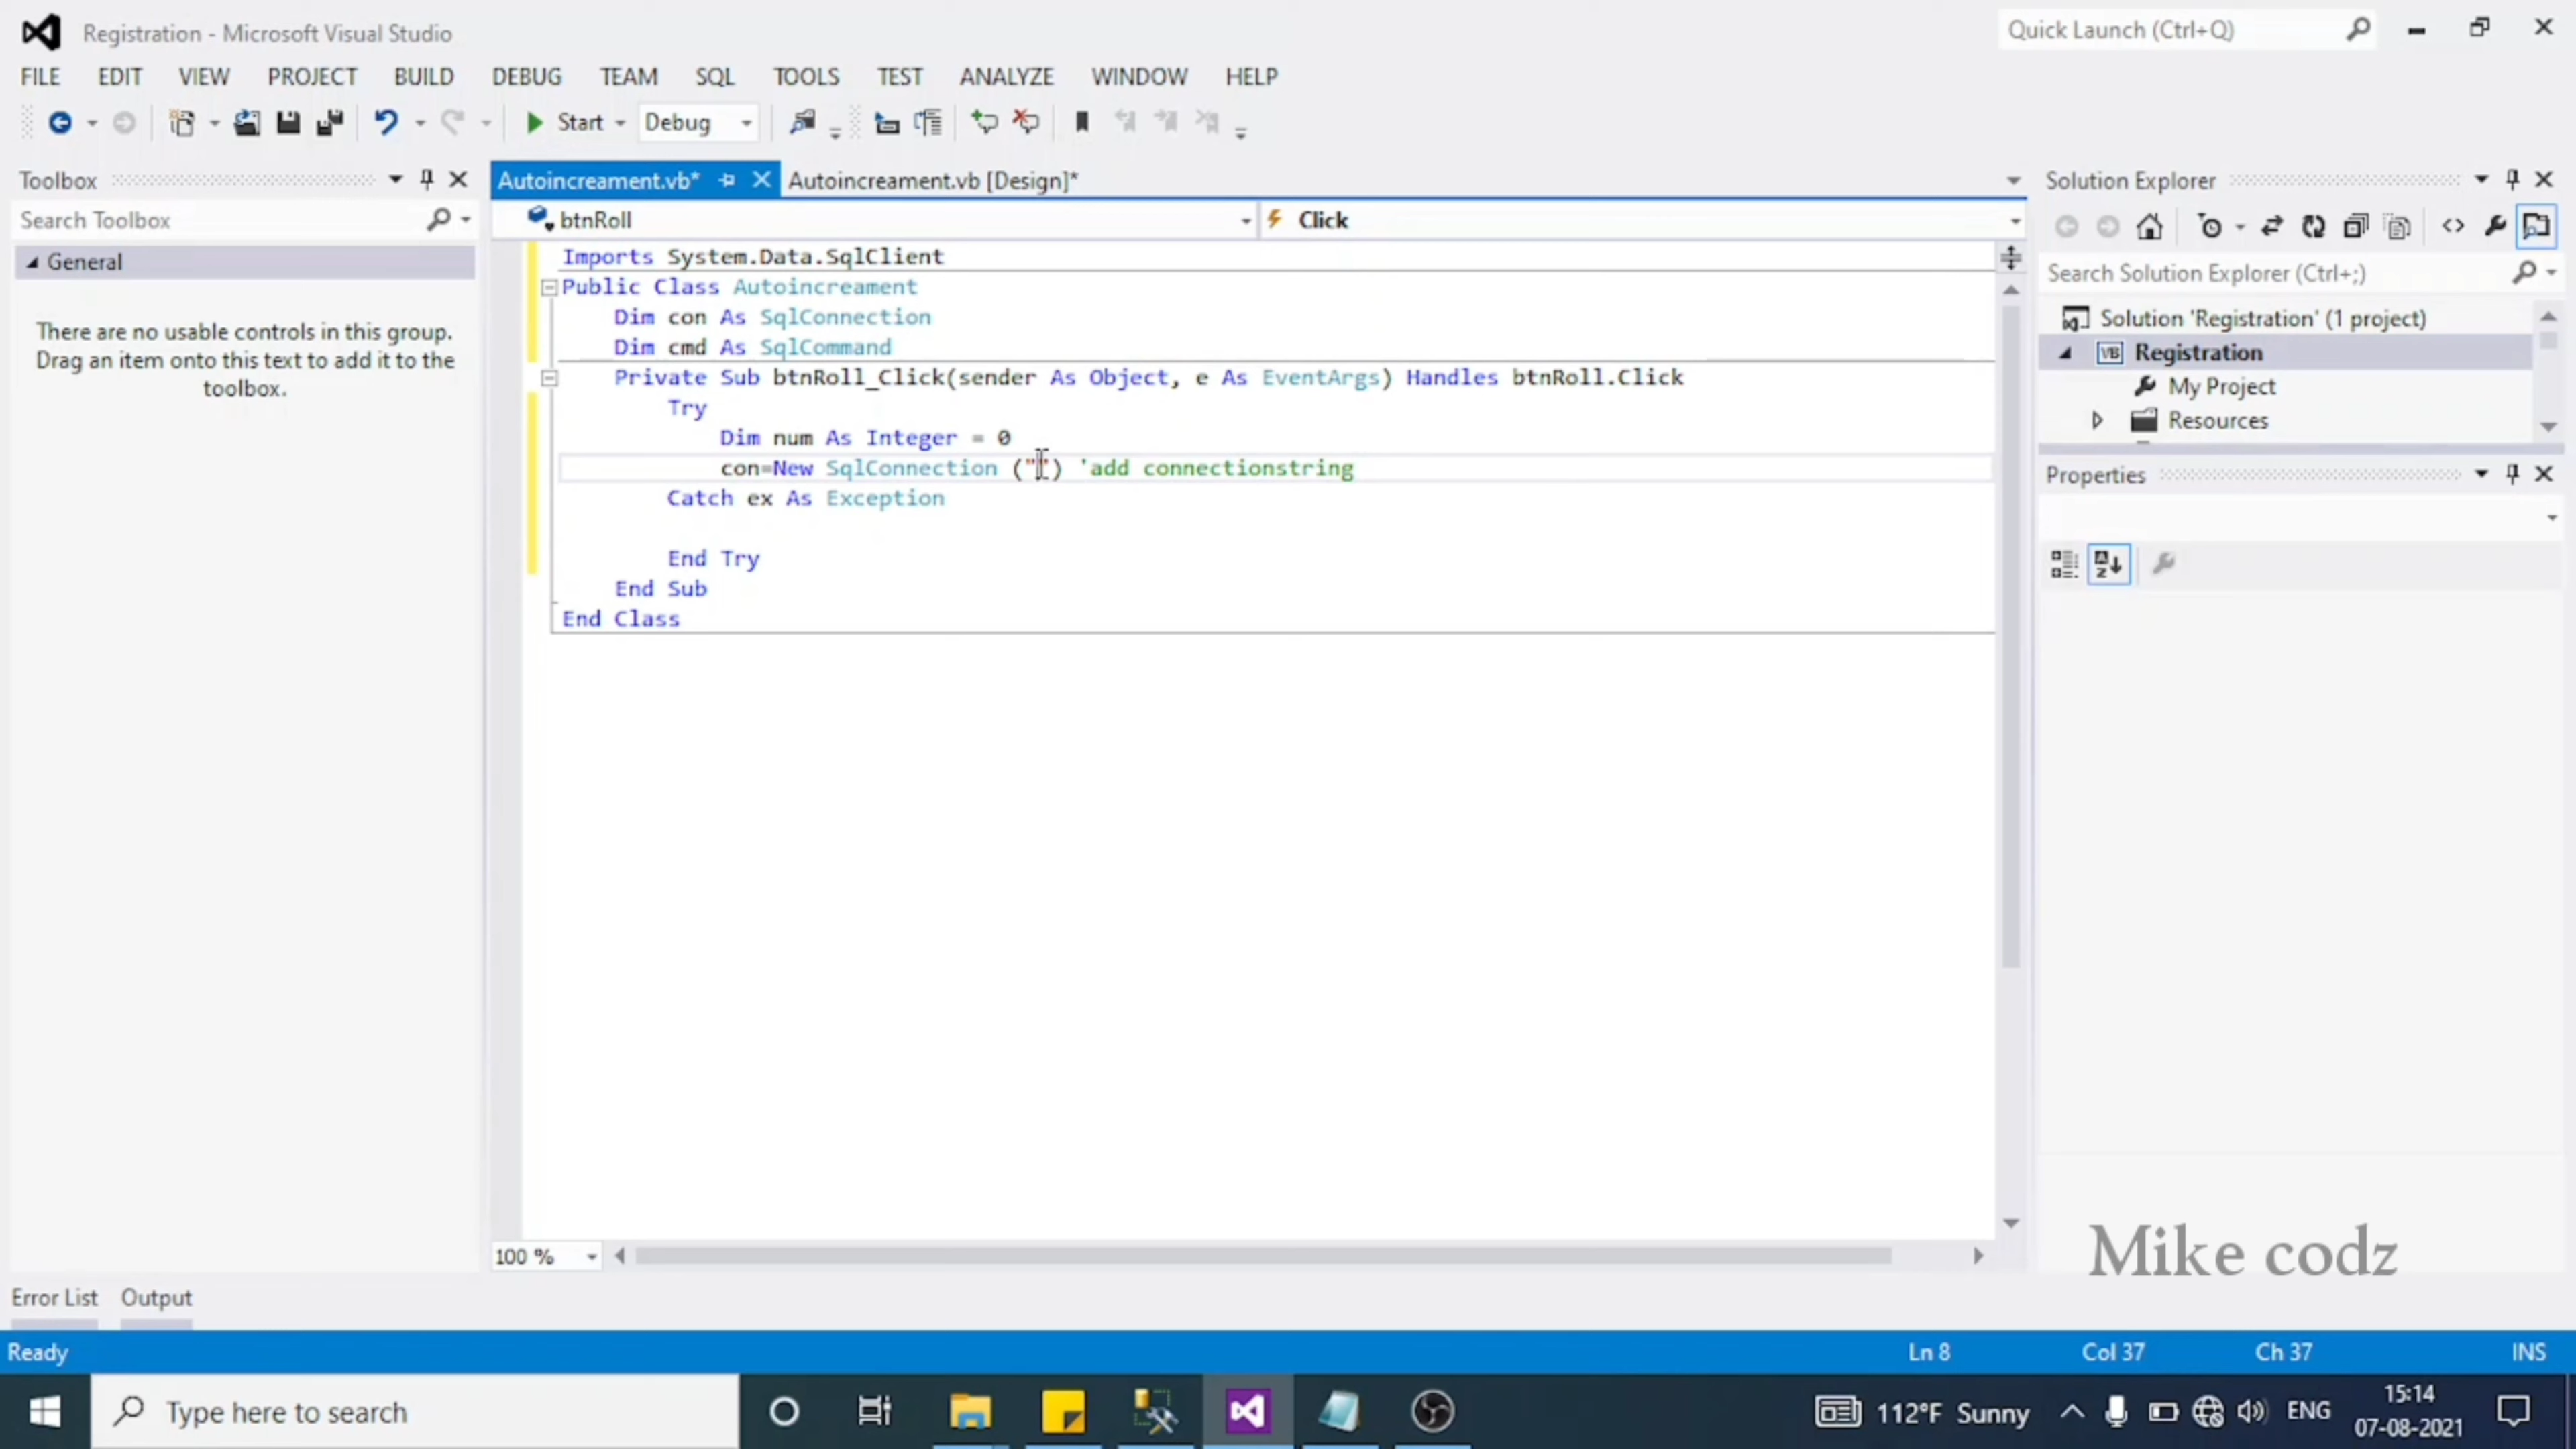 Registration - Microsoft Visual Studio
Quick Launch (Ctrl+Q)
FILE EDIT VIEW PROJECT BUILD DEBUG TEAM SQL TOOLS TEST ANALYZE WINDOW HELP
Start Debug
Toolbox
Search Toolbox
General
There are no usable controls in this group.
Drag an item onto this text to add it to the
toolbox.
Autoincreament.vb* Autoincreament.vb [Design]*
btnRoll Click
Imports System.Data.SqlClient
Public Class Autoincreament
Dim con As SqlConnection
Dim cmd As SqlCommand
Private Sub btnRoll_Click(sender As Object, e As EventArgs) Handles btnRoll.Click
Try
Dim num As Integer = 0
con=New SqlConnection ("") 'add connectionstring
Catch ex As Exception
End Try
End Sub
End Class
100 %
Solution Explorer
Search Solution Explorer (Ctrl+;)
Solution 'Registration' (1 project)
VB Registration
My Project
Resources
Properties
Mike codz
Error List Output
Ready Ln 8 Col 37 Ch 37 INS
Type here to search
112°F Sunny ENG
15:14
07-08-2021